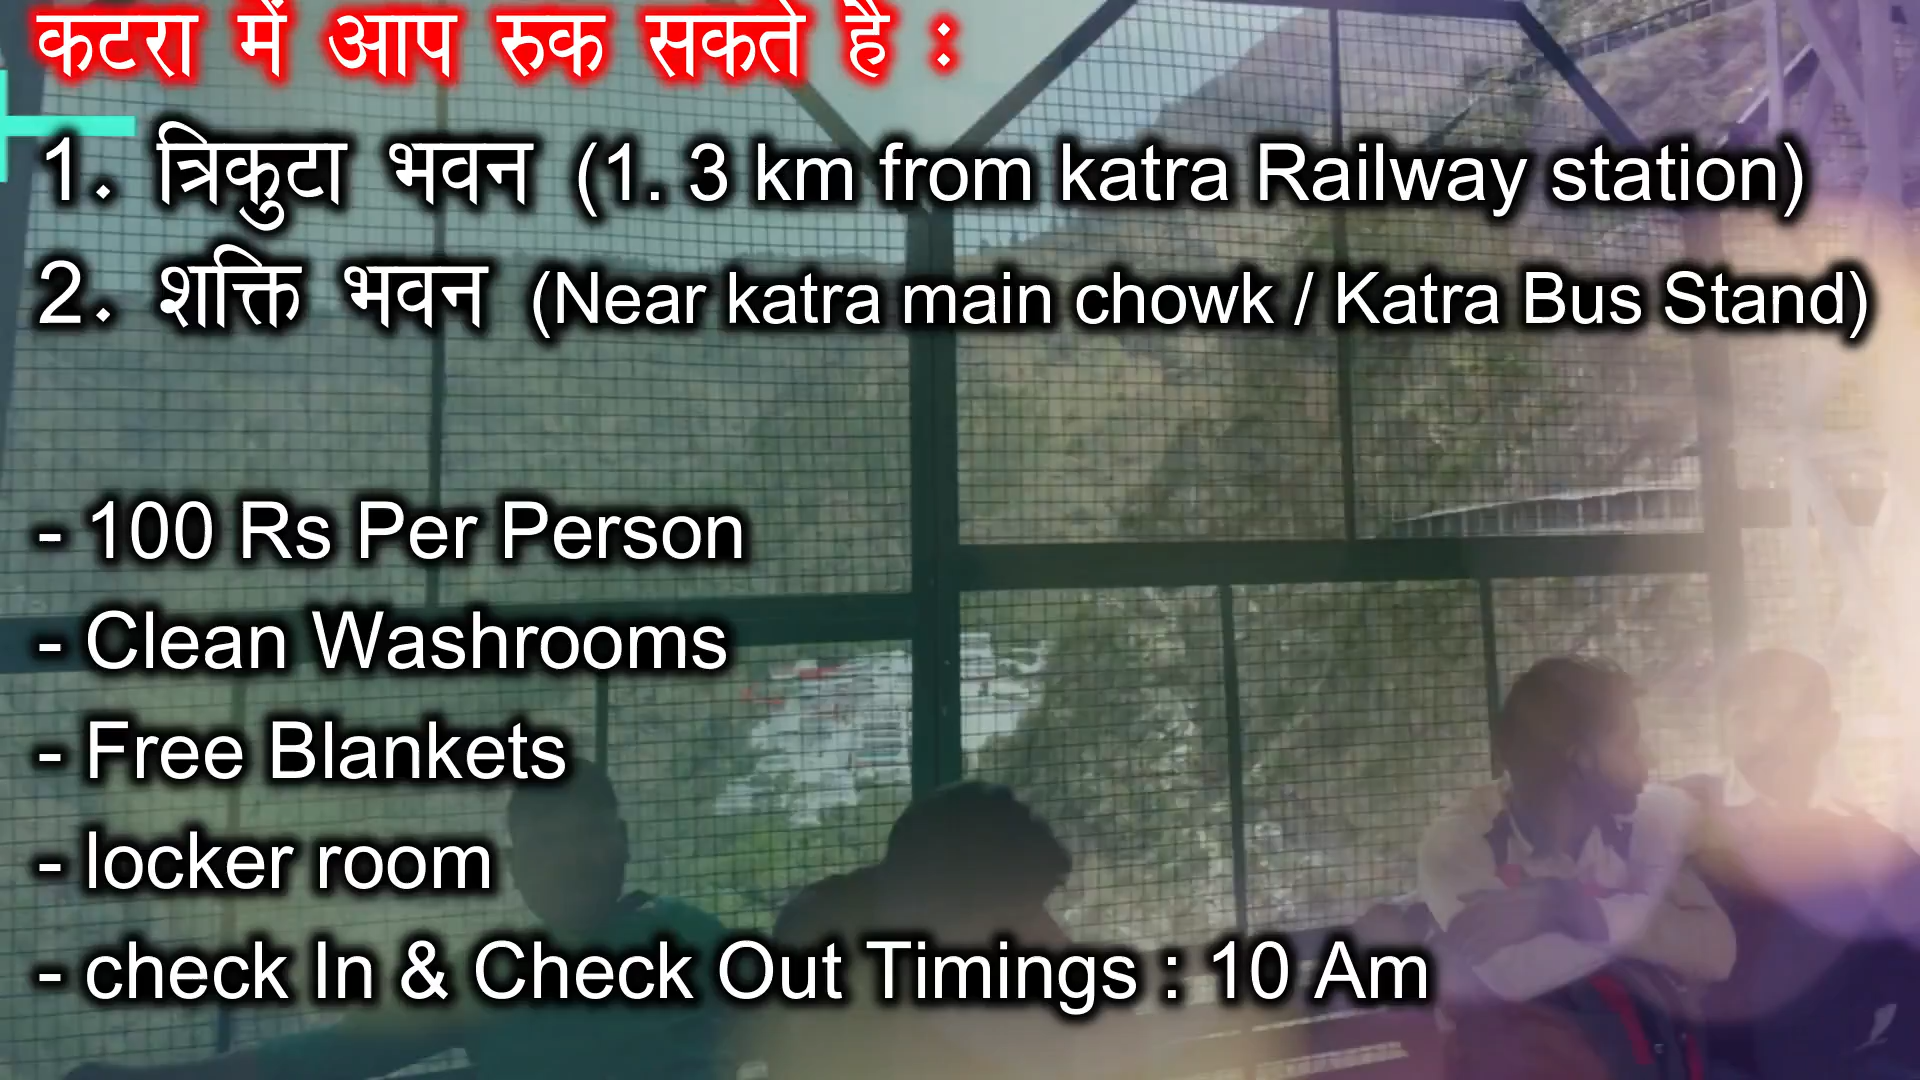 कटरा में आप रुक सकते है :
1. त्रिकुटा भवन (1. 3 km from katra Railway station)
2. शक्ति भवन (Near katra main chowk / Katra Bus Stand)
- 100 Rs Per Person
- Clean Washrooms
- Free Blankets
- locker room
- check In & Check Out Timings : 10 Am